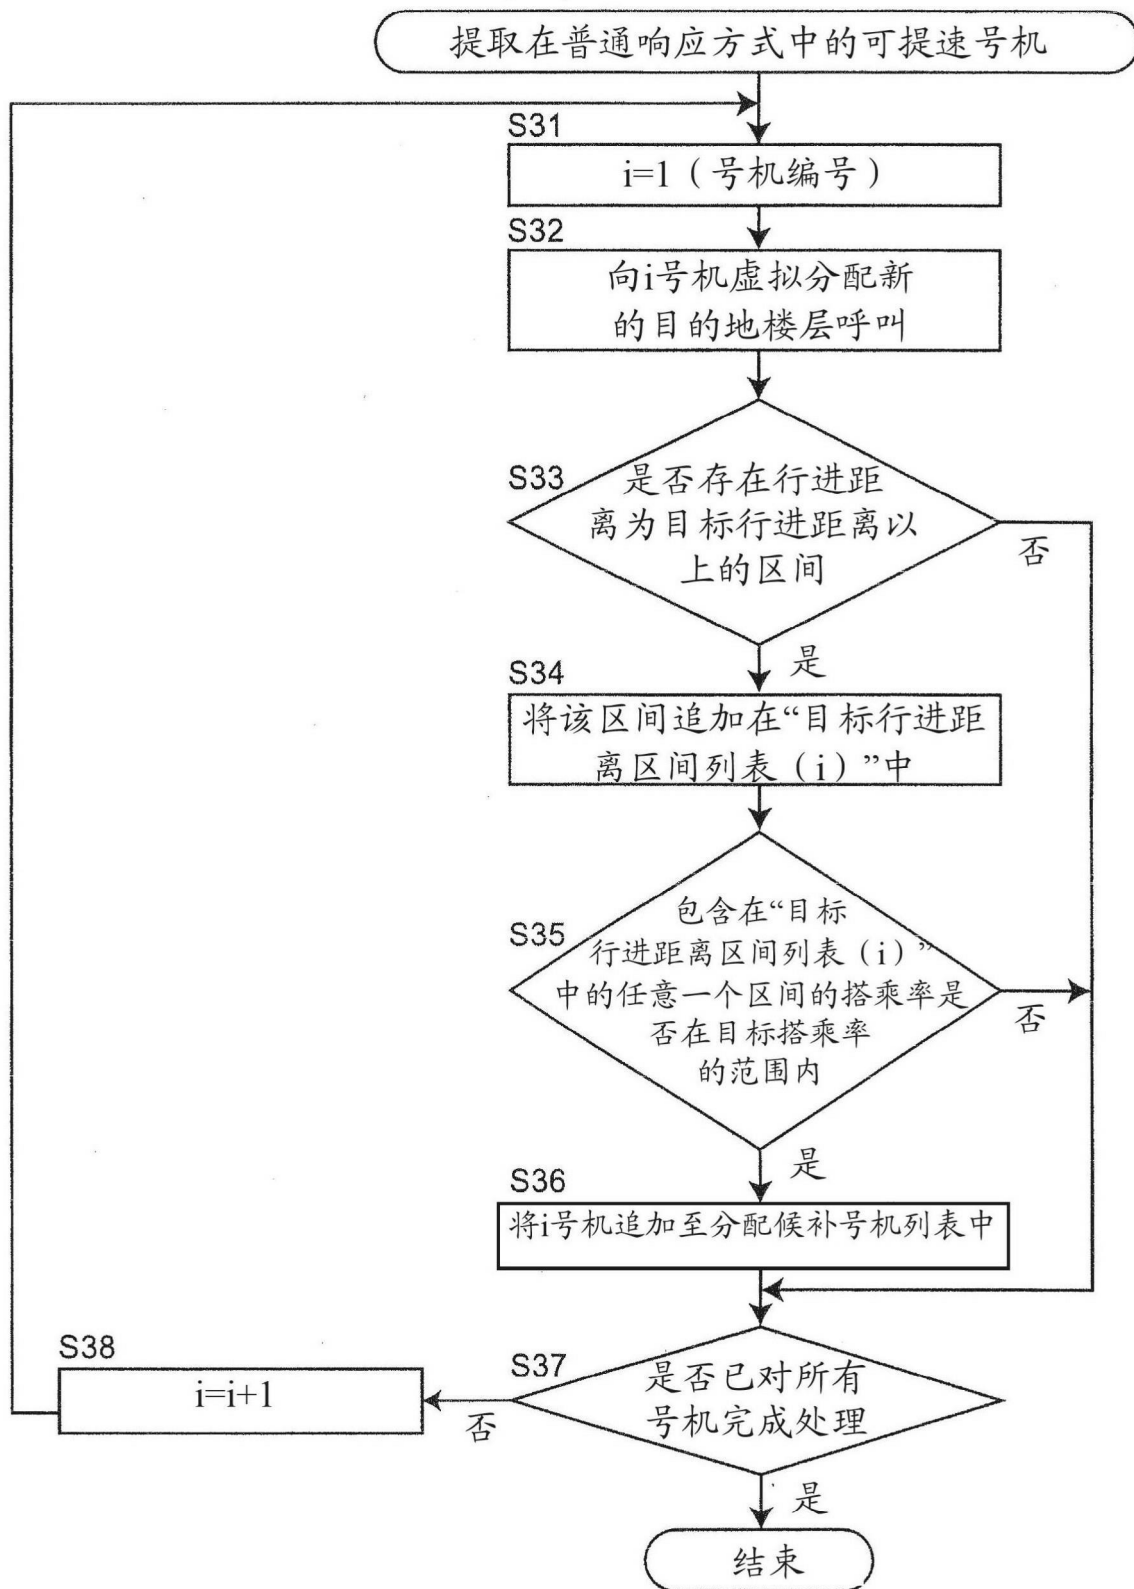 提取在普通响应方式中的可提速号机
S31
i=1（号机编号）
S32
向i号机虚拟分配新
的目的地楼层呼叫
S33
是否存在行进距
离为目标行进距离以
上的区间
否
是
S34
将该区间追加在“目标行进距
离区间列表（i）”中
S35
包含在“目标
行进距离区间列表（i）”
中的任意一个区间的搭乘率是
否在目标搭乘率
的范围内
否
是
S36
将i号机追加至分配候补号机列表中
S37
是否已对所有
号机完成处理
否
S38
i=i+1
是
结束